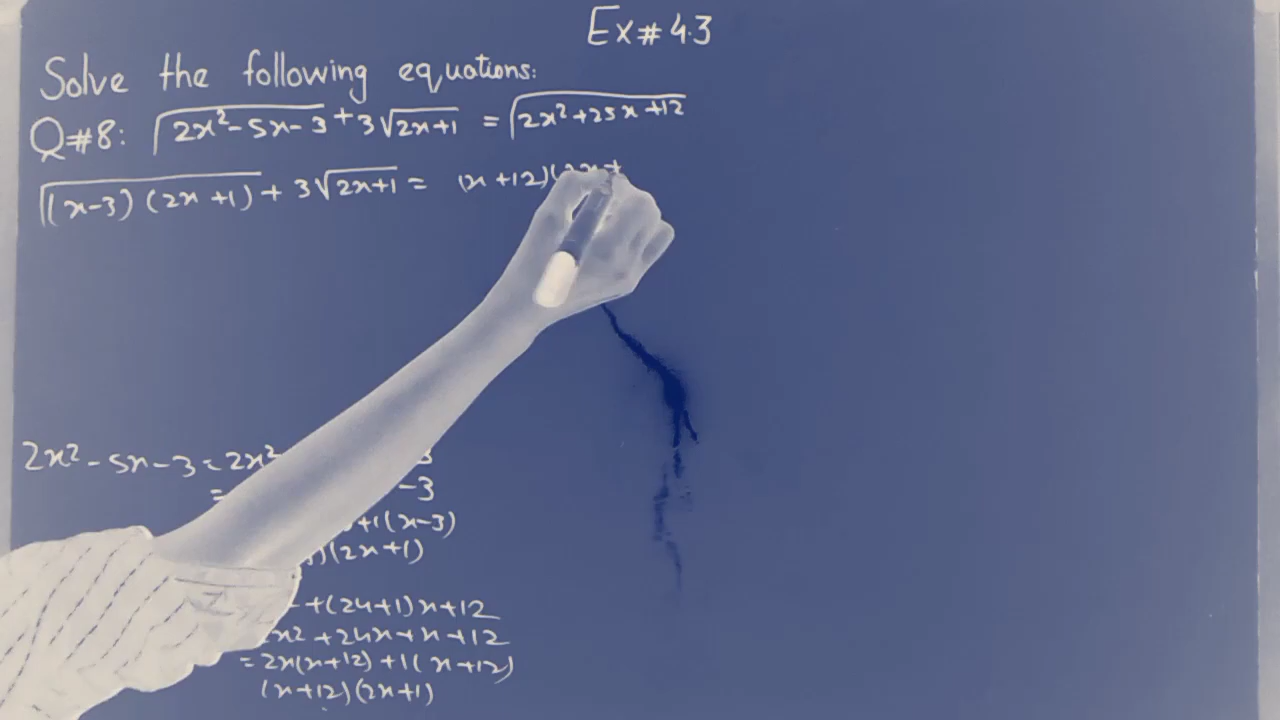 Ex# 4.3
Solve the following equations:
Q#8: √(2x²-5x-3) + 3√(2x+1) = √(2x²+25x+12)
√((x-3)(2x+1)) + 3√(2x+1) = (x+12)(2x+
2x²-5x-3 = 2x² 3
= -3
+1(x-3)
)(2x+1)
+(24+1)x+12
x²+24x+x+12
= 2x(x+12)+1(x+12)
(x+12)(2x+1)